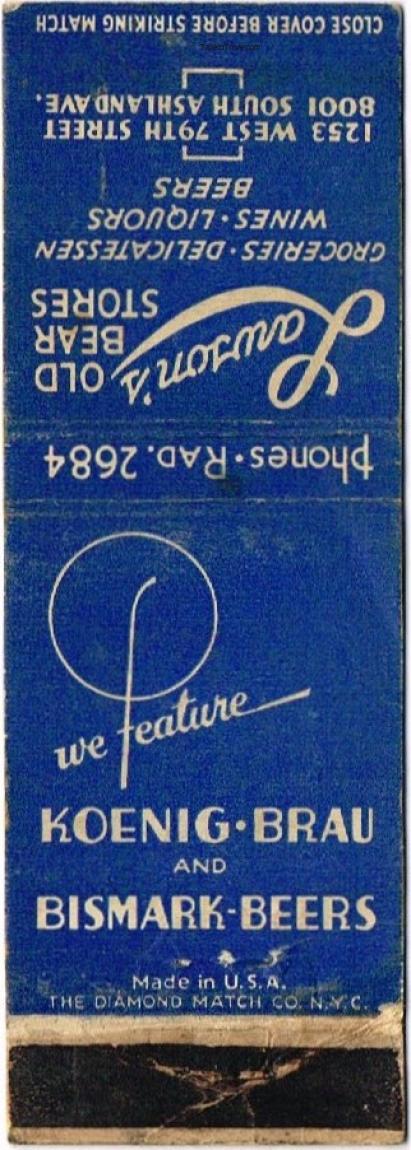 CLOSE COVER BEFORE STRIKING MATCH
1253 WEST 79TH STREET
8001 SOUTH ASHLAND AVE.
BEERS
WINES • LIQUORS
GROCERIES • DELICATESSEN
Lawson's OLD BEAR STORES
phones • RAD. 2684
we feature
KOENIG • BRAU
AND
BISMARK-BEERS
Made in U.S.A.
THE DIAMOND MATCH CO. N.Y.C.